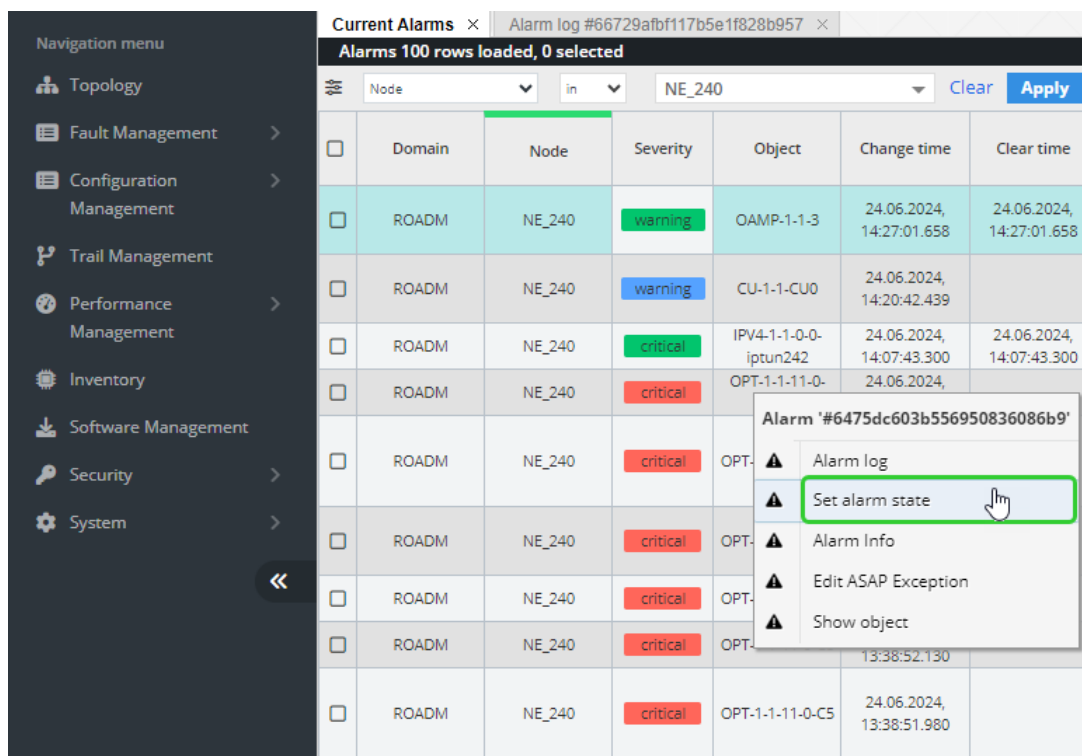 Current Alarms × Alarm log #66729afbf117b5e1f828b957 ×
Navigation menu
Alarms 100 rows loaded, 0 selected
Topology
Node in NE_240 Clear Apply
Fault Management
Configuration
Management
Trail Management
Performance
Management
Inventory
Software Management
Security
System
Domain Node Severity Object Change time Clear time
ROADM NE_240 warning OAMP-1-1-3 24.06.2024, 24.06.2024,
14:27:01.658 14:27:01.658
ROADM NE_240 warning CU-1-1-CU0 24.06.2024,
14:20:42.439
ROADM NE_240 critical IPV4-1-1-0-0- 24.06.2024, 24.06.2024,
iptun242 14:07:43.300 14:07:43.300
ROADM NE_240 critical OPT-1-1-11-0- 24.06.2024,
Alarm '#6475dc603b556950836086b9'
ROADM NE_240 critical OPT- Alarm log
Set alarm state
ROADM NE_240 critical OPT- Alarm Info
Edit ASAP Exception
ROADM NE_240 critical OPT-
Show object
ROADM NE_240 critical OPT-
13:38:52.130
ROADM NE_240 critical OPT-1-1-11-0-C5 24.06.2024,
13:38:51.980